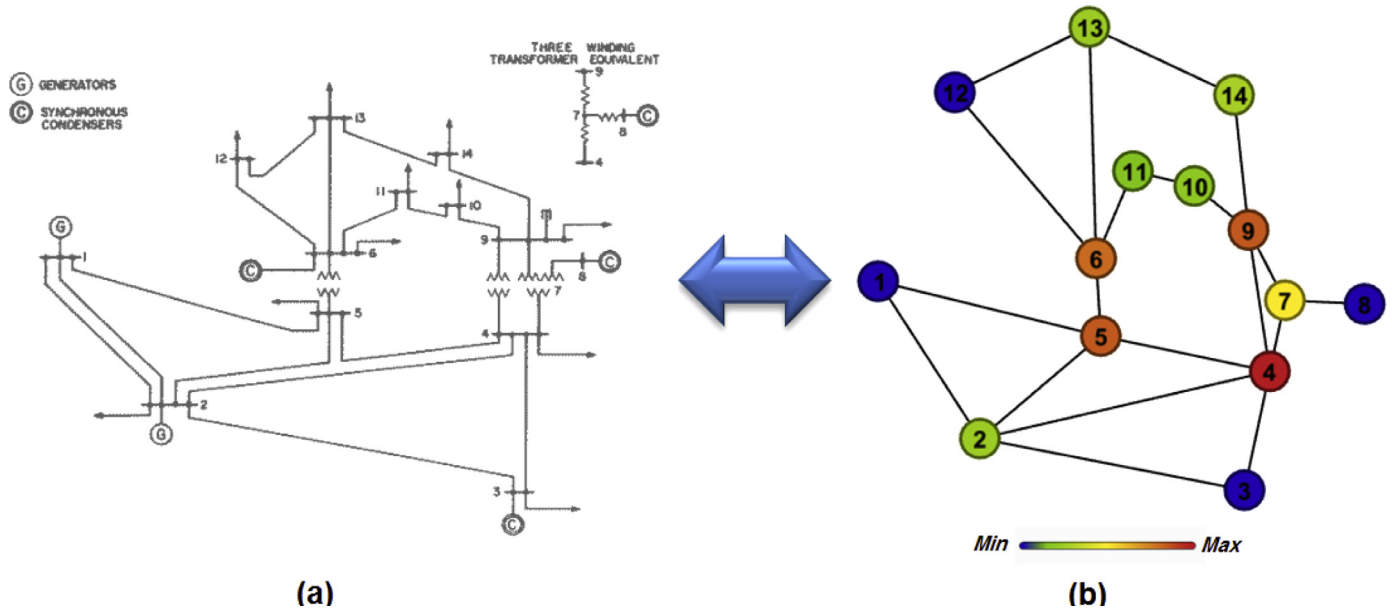 THREE WINDING
TRANSFORMER EQUIVALENT
9
7
C
8
4
G GENERATORS
C SYNCHRONOUS
CONDENSERS
13
12
14
11
10
G
1
6
9
C
8
C
7
5
4
2
G
3
C
(a)
13
12
14
11
10
9
6
1
7
8
5
4
2
3
Min
Max
(b)